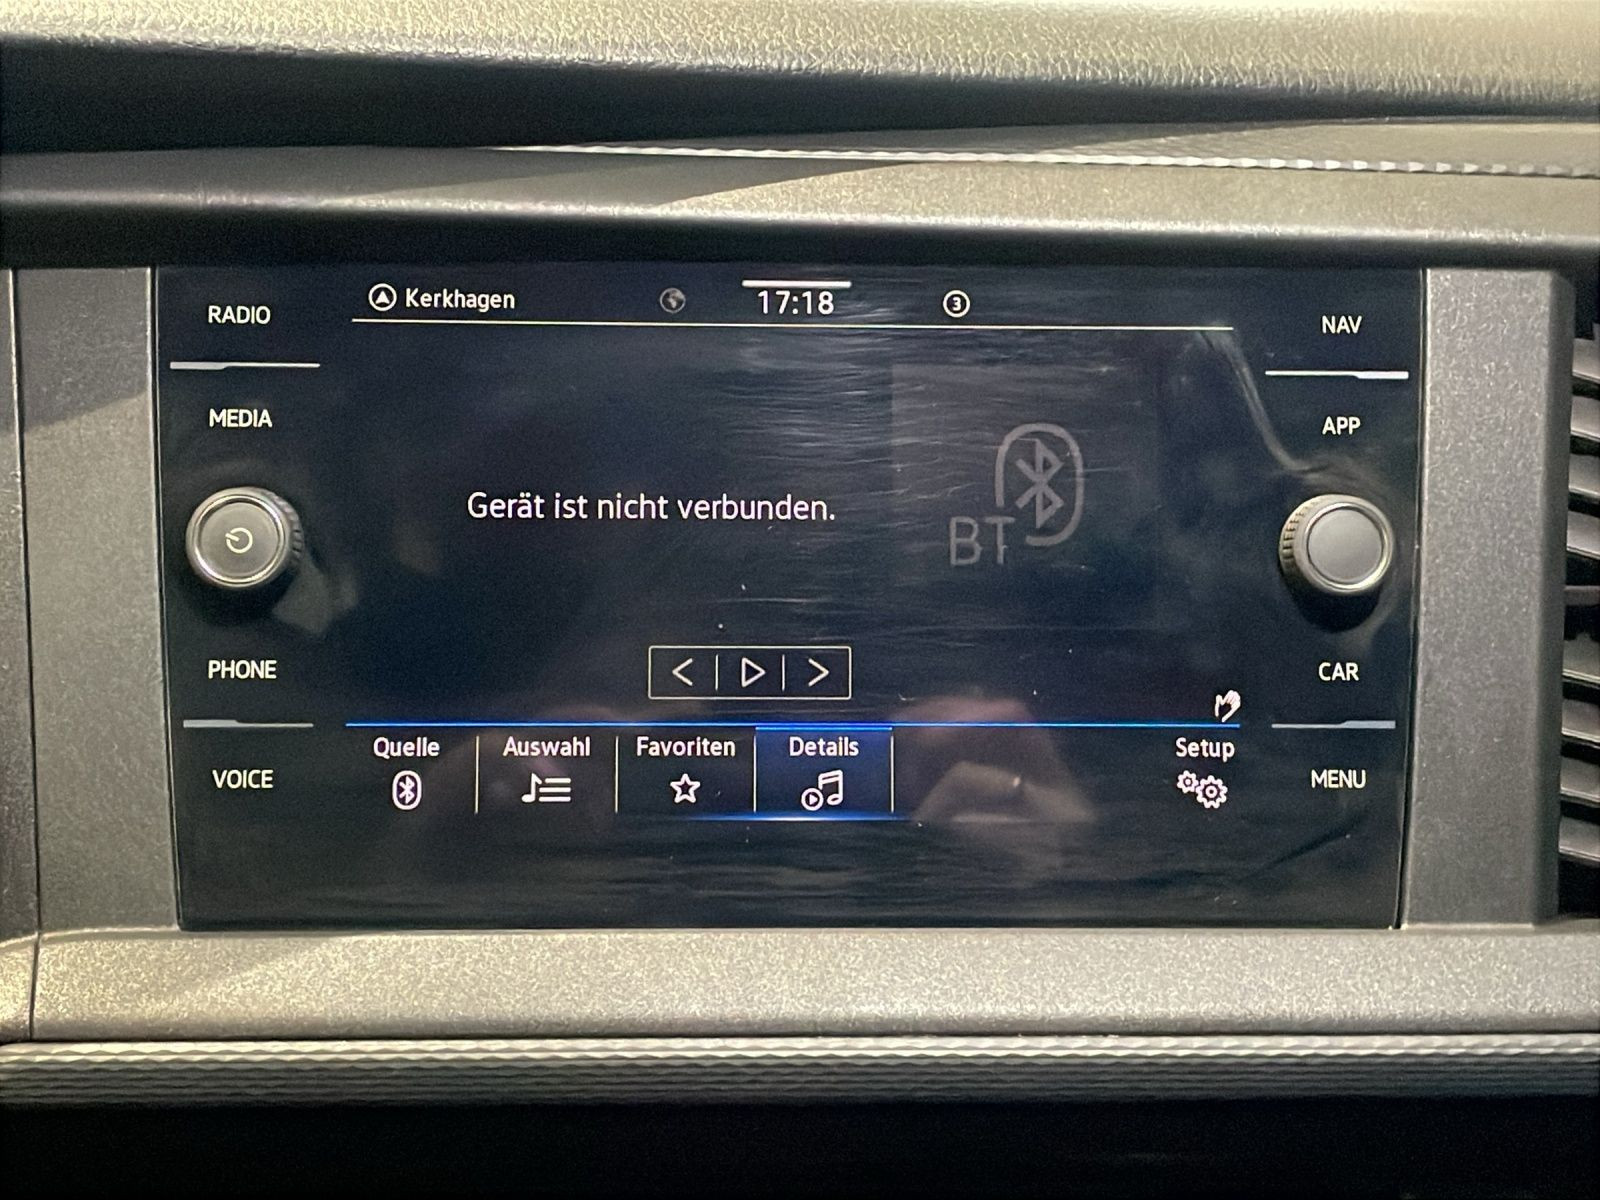 RADIO
MEDIA
PHONE
VOICE
Kerkhagen
17:18
3
Gerät ist nicht verbunden.
BT
Quelle
Auswahl
Favoriten
Details
Setup
NAV
APP
CAR
MENU